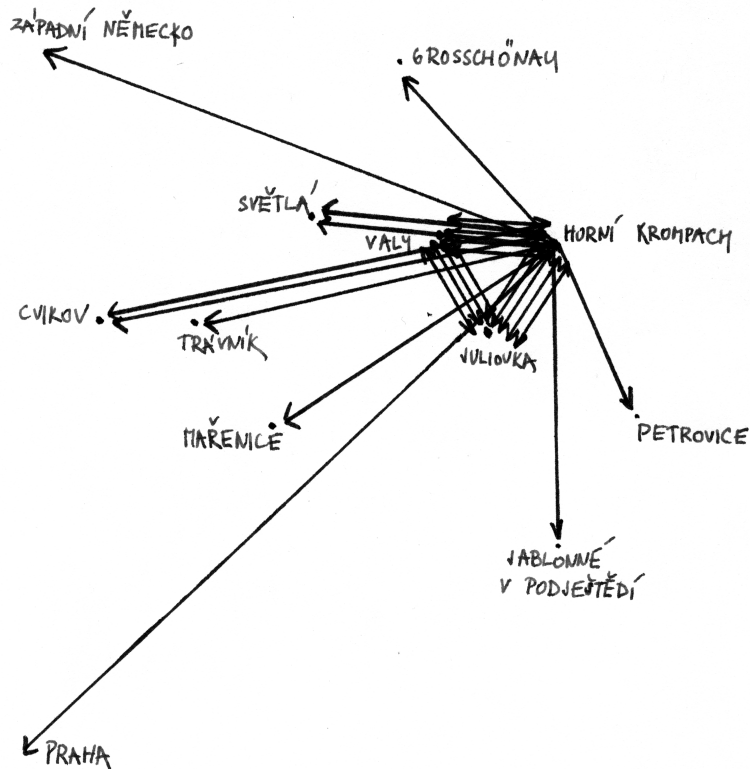 ZÁPADNÍ NĚMECKO
GROSSCHÖNAU
SVĚTLÁ
VALY
HORNÍ KROMPACH
CVIKOV
TRÁVNÍK
JULIOVKA
MAŘENICE
PETROVICE
JABLONNÉ
V PODJEŠTĚDÍ
PRAHA